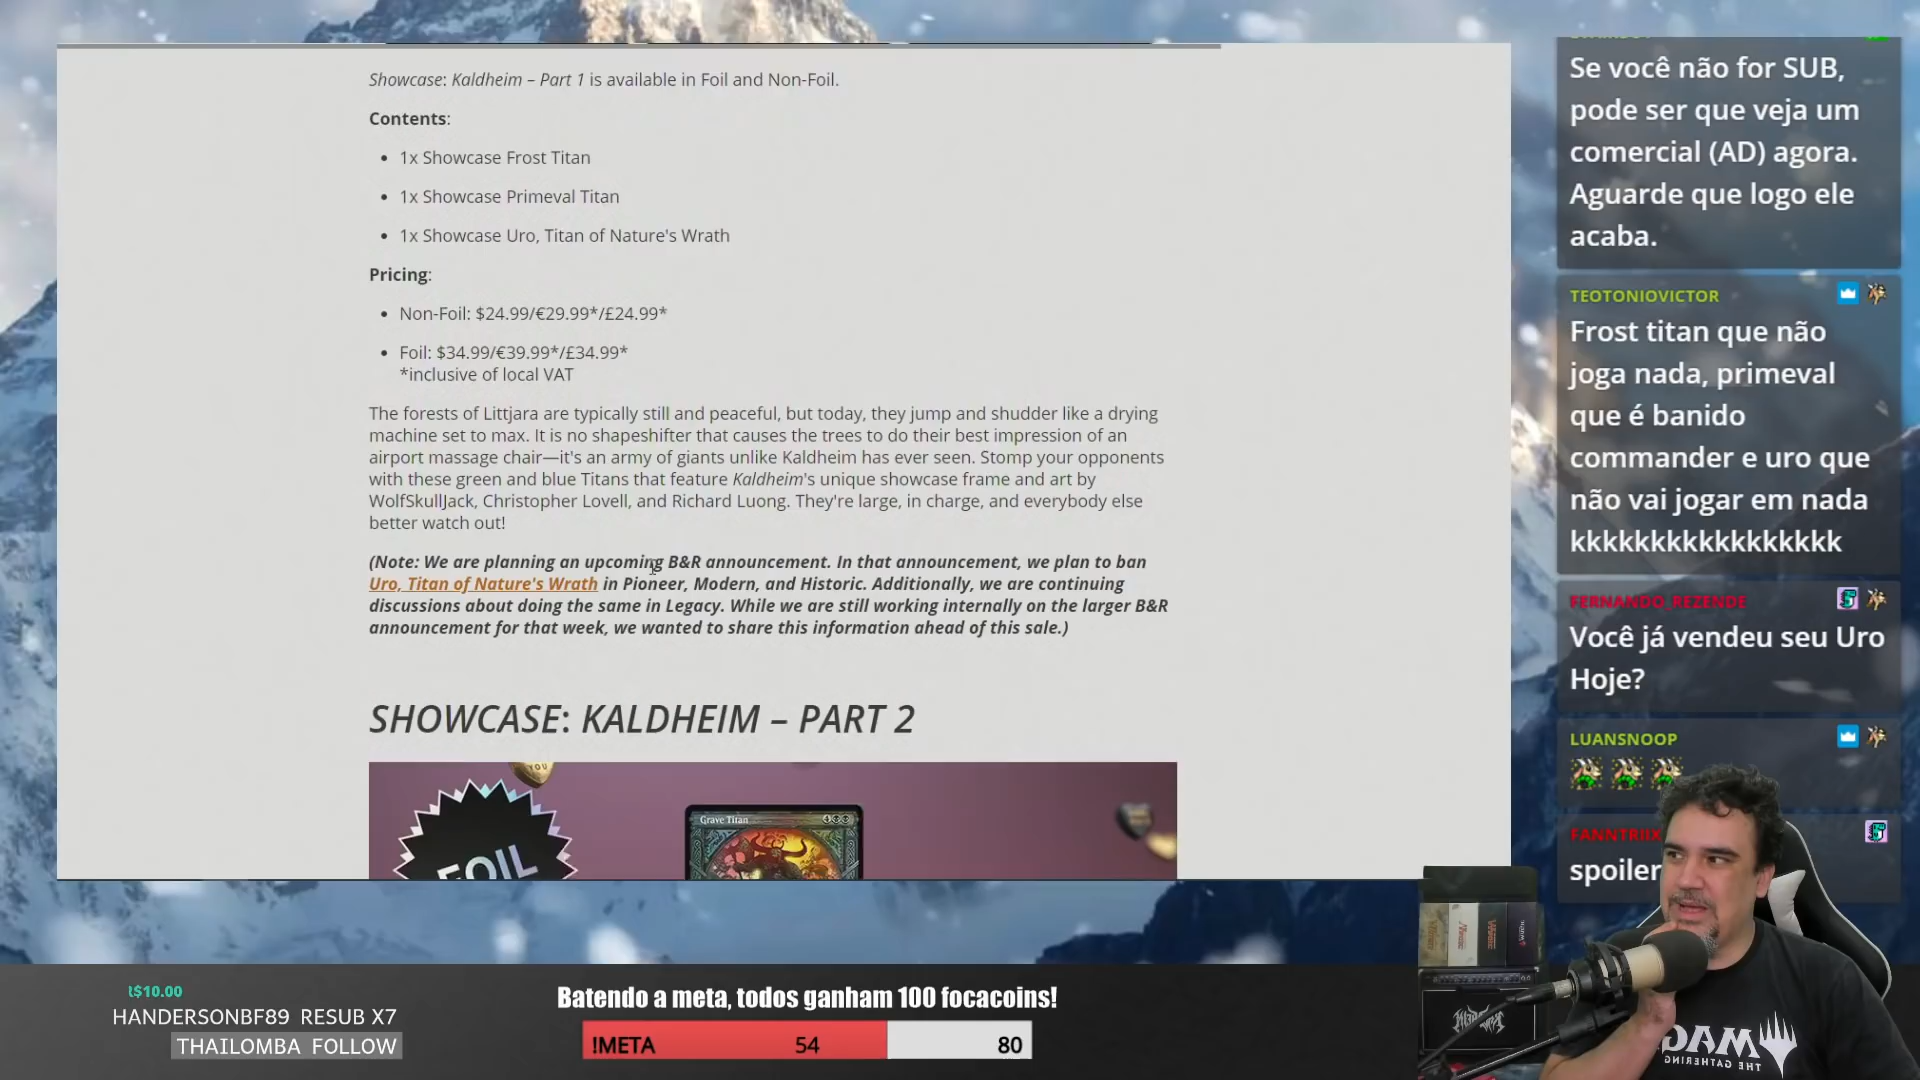 Showcase: Kaldheim – Part 1 is available in Foil and Non-Foil.
Contents:
• 1x Showcase Frost Titan
• 1x Showcase Primeval Titan
• 1x Showcase Uro, Titan of Nature's Wrath
Pricing:
• Non-Foil: $24.99/€29.99*/£24.99*
• Foil: $34.99/€39.99*/£34.99*
*inclusive of local VAT
The forests of Littjara are typically still and peaceful, but today, they jump and shudder like a drying
machine set to max. It is no shapeshifter that causes the trees to do their best impression of an
airport massage chair—it's an army of giants unlike Kaldheim has ever seen. Stomp your opponents
with these green and blue Titans that feature Kaldheim's unique showcase frame and art by
WolfSkullJack, Christopher Lovell, and Richard Luong. They're large, in charge, and everybody else
better watch out!
(Note: We are planning an upcoming B&R announcement. In that announcement, we plan to ban
Uro, Titan of Nature's Wrath in Pioneer, Modern, and Historic. Additionally, we are continuing
discussions about doing the same in Legacy. While we are still working internally on the larger B&R
announcement for that week, we wanted to share this information ahead of this sale.)
SHOWCASE: KALDHEIM – PART 2
YOU
FOIL
Grave Titan
Se você não for SUB,
pode ser que veja um
comercial (AD) agora.
Aguarde que logo ele
acaba.
TEOTONIOVICTOR
Frost titan que não
joga nada, primeval
que é banido
commander e uro que
não vai jogar em nada
kkkkkkkkkkkkkkkkk
FERNANDO_REZENDE
Você já vendeu seu Uro
Hoje?
LUANSNOOP
FANNTRIIX
spoiler
$10.00
HANDERSONBF89 RESUB X7
THAILOMBA FOLLOW
Batendo a meta, todos ganham 100 focacoins!
!META 54 80
MAG
THE GATHERING